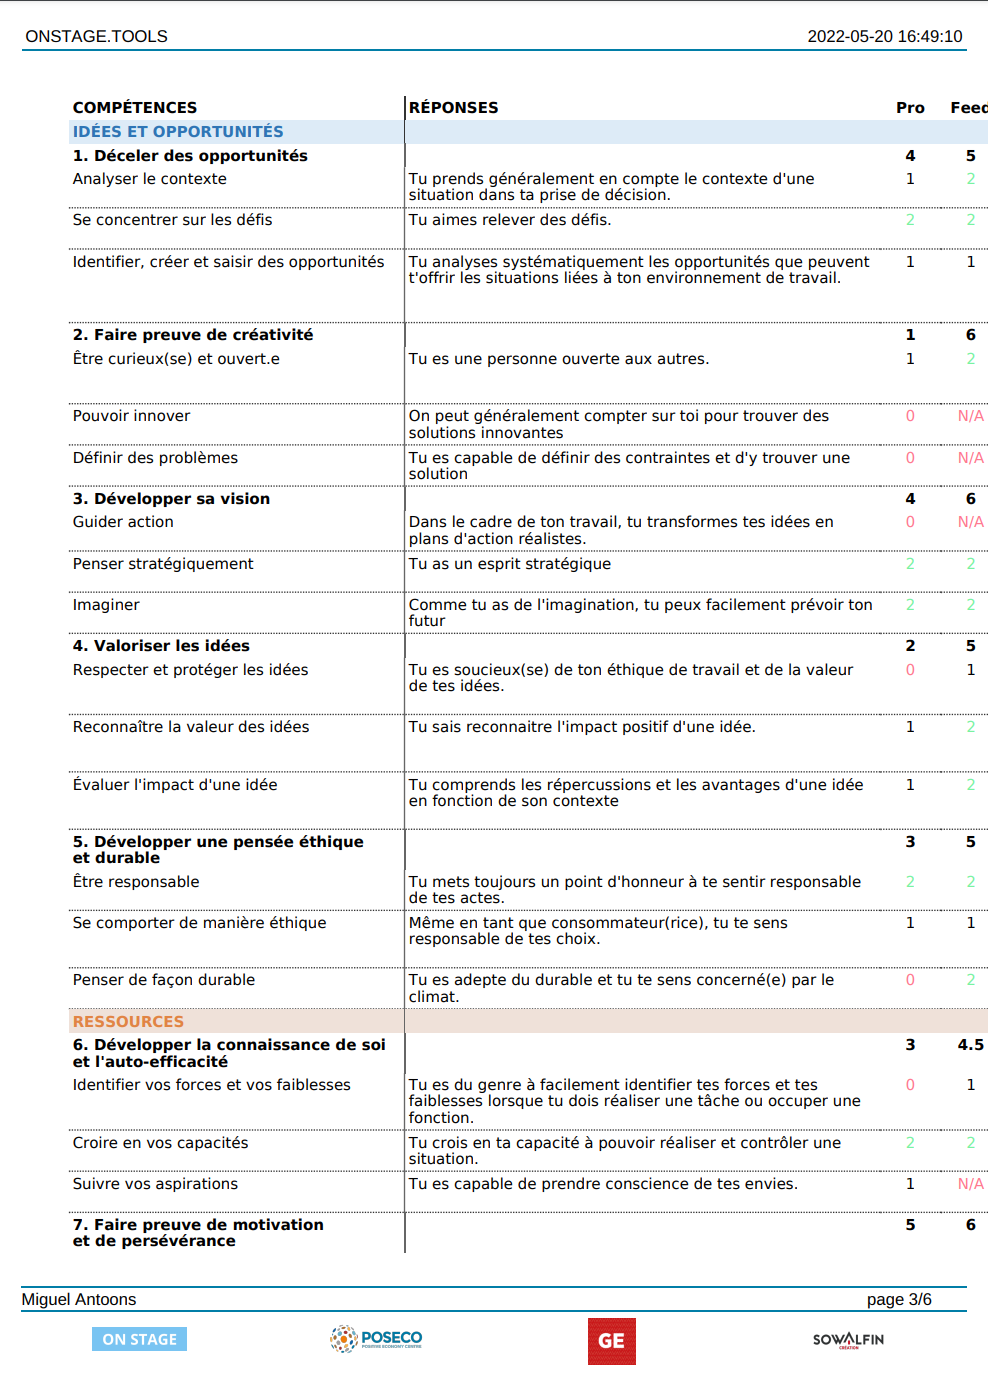 ONSTAGE.TOOLS 2022-05-20 16:49:10
COMPÉTENCES RÉPONSES Pro Feed
IDÉES ET OPPORTUNITÉS
1. Déceler des opportunités 4 5
Analyser le contexte Tu prends généralement en compte le contexte d'une 1 2
situation dans ta prise de décision.
Se concentrer sur les défis Tu aimes relever des défis. 2 2
Identifier, créer et saisir des opportunités Tu analyses systématiquement les opportunités que peuvent 1 1
t'offrir les situations liées à ton environnement de travail.
2. Faire preuve de créativité 1 6
Être curieux(se) et ouvert.e Tu es une personne ouverte aux autres. 1 2
Pouvoir innover On peut généralement compter sur toi pour trouver des 0 N/A
solutions innovantes
Définir des problèmes Tu es capable de définir des contraintes et d'y trouver une 0 N/A
solution
3. Développer sa vision 4 6
Guider action Dans le cadre de ton travail, tu transformes tes idées en 0 N/A
plans d'action réalistes.
Penser stratégiquement Tu as un esprit stratégique 2 2
Imaginer Comme tu as de l'imagination, tu peux facilement prévoir ton 2 2
futur
4. Valoriser les idées 2 5
Respecter et protéger les idées Tu es soucieux(se) de ton éthique de travail et de la valeur 0 1
de tes idées.
Reconnaître la valeur des idées Tu sais reconnaitre l'impact positif d'une idée. 1 2
Évaluer l'impact d'une idée Tu comprends les répercussions et les avantages d'une idée 1 2
en fonction de son contexte
5. Développer une pensée éthique 3 5
et durable
Être responsable Tu mets toujours un point d'honneur à te sentir responsable 2 2
de tes actes.
Se comporter de manière éthique Même en tant que consommateur(rice), tu te sens 1 1
responsable de tes choix.
Penser de façon durable Tu es adepte du durable et tu te sens concerné(e) par le 0 2
climat.
RESSOURCES
6. Développer la connaissance de soi 3 4.5
et l'auto-efficacité
Identifier vos forces et vos faiblesses Tu es du genre à facilement identifier tes forces et tes 0 1
faiblesses lorsque tu dois réaliser une tâche ou occuper une
fonction.
Croire en vos capacités Tu crois en ta capacité à pouvoir réaliser et contrôler une 2 2
situation.
Suivre vos aspirations Tu es capable de prendre conscience de tes envies. 1 N/A
7. Faire preuve de motivation 5 6
et de persévérance
Miguel Antoons page 3/6
ON STAGE POSECO GE SOWALFIN
POSITIVE ECONOMY CENTRE CREATION